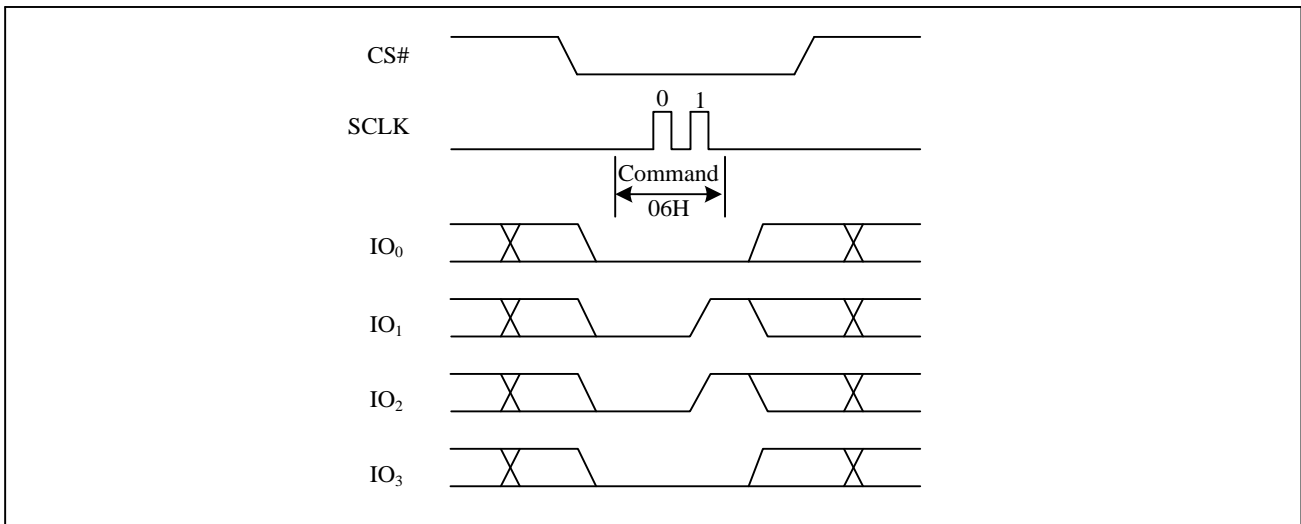 CS#
0 1
SCLK
Command
06H
IO₀
IO₁
IO₂
IO₃